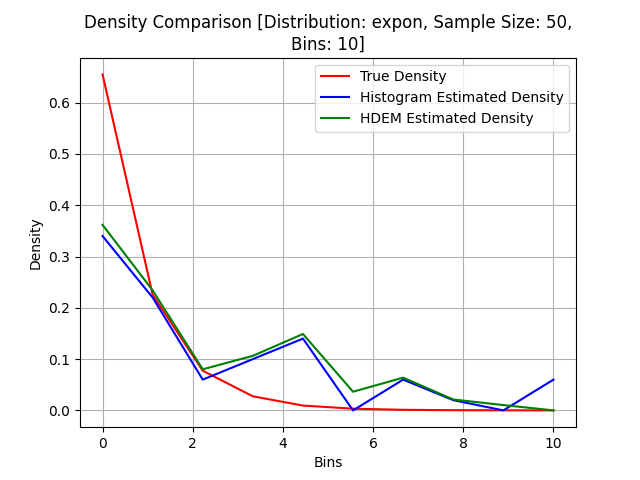 Density Comparison [Distribution: expon, Sample Size: 50,
Bins: 10]
True Density
Histogram Estimated Density
HDEM Estimated Density
Density
0.6
0.5
0.4
0.3
0.2
0.1
0.0
0 2 4 6 8 10
Bins